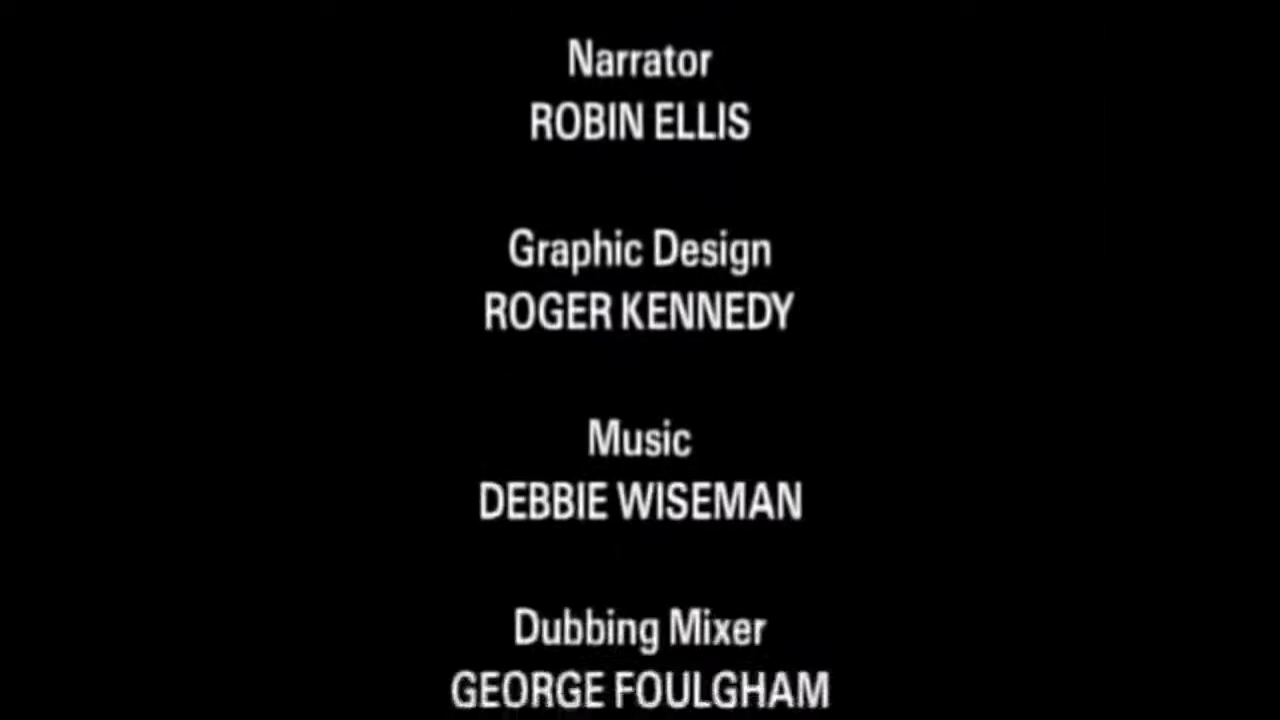 Narrator
ROBIN ELLIS
Graphic Design
ROGER KENNEDY
Music
DEBBIE WISEMAN
Dubbing Mixer
GEORGE FOULGHAM